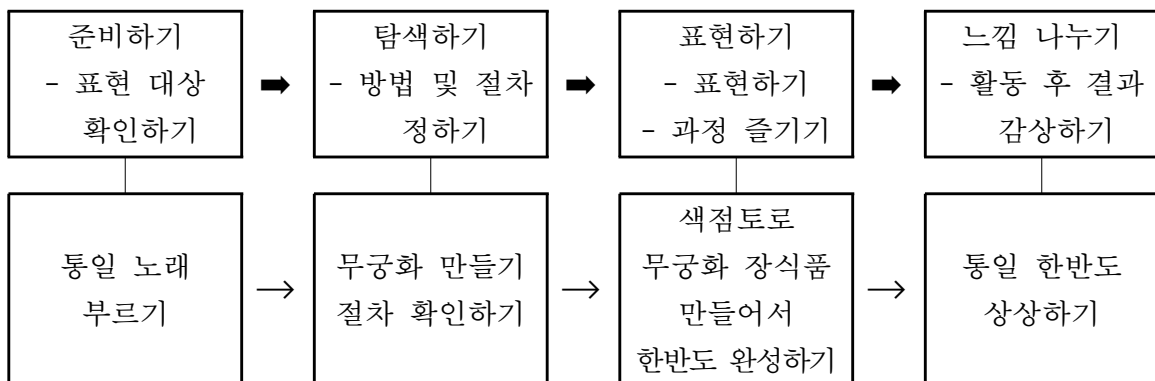 준비하기
- 표현 대상
확인하기
➡
탐색하기
- 방법 및 절차
정하기
➡
표현하기
- 표현하기
- 과정 즐기기
➡
느낌 나누기
- 활동 후 결과
감상하기
통일 노래
부르기
→
무궁화 만들기
절차 확인하기
→
색점토로
무궁화 장식품
만들어서
한반도 완성하기
→
통일 한반도
상상하기